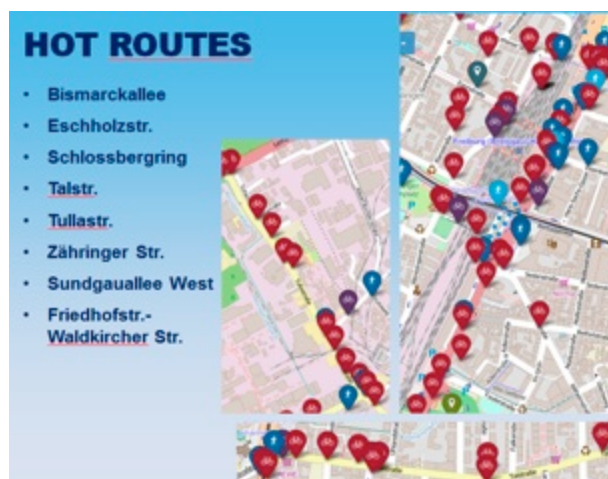 HOT ROUTES
Bismarckallee
Eschholzstr.
Schlossbergring
Talstr.
Tullastr.
Zähringer Str.
Sundgauallee West
Friedhofstr.-
Waldkircher Str.